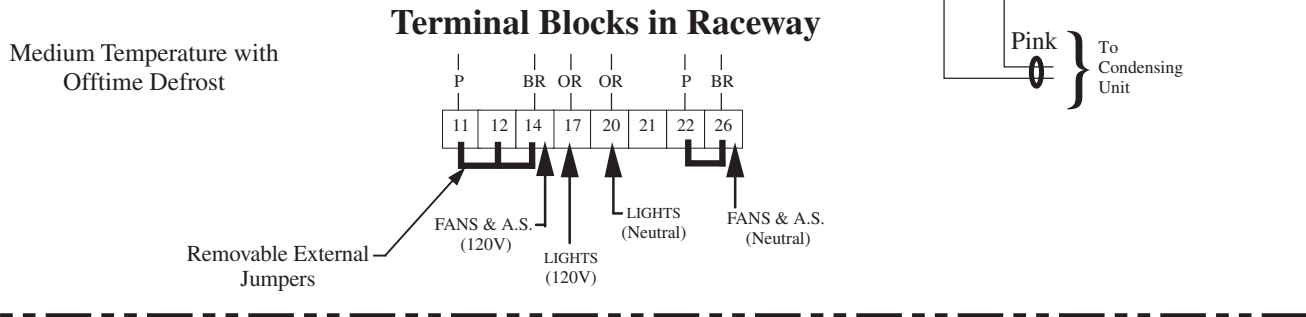 Terminal Blocks in Raceway
Medium Temperature with
Offtime Defrost
Pink
To
Condensing
Unit
P BR OR OR P BR
11 12 14 17 20 21 22 26
FANS & A.S.
(120V)
LIGHTS
(120V)
LIGHTS
(Neutral)
FANS & A.S.
(Neutral)
Removable External
Jumpers